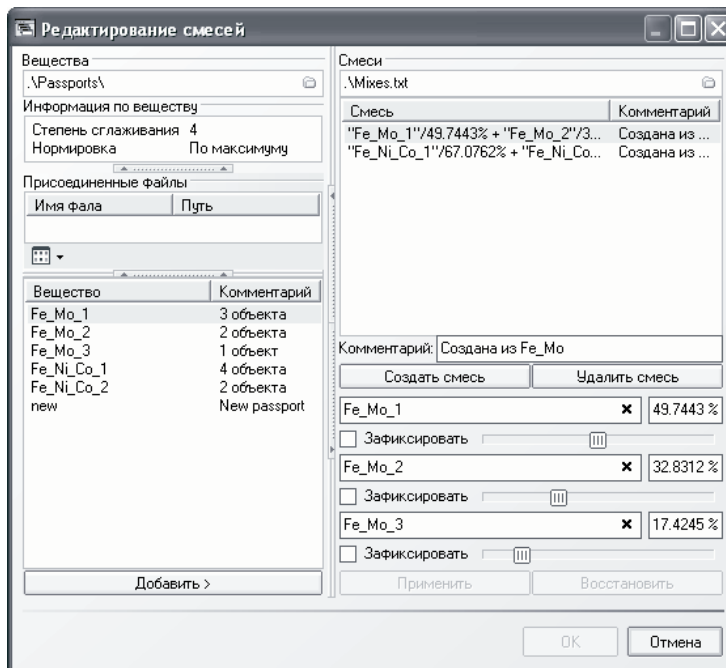 Редактирование смесей
Вещества
.\Passports\
Информация по веществу
Степень сглаживания 4
Нормировка По максимуму
Присоединенные файлы
Имя фала Путь
Вещество Комментарий
Fe_Mo_1 3 объекта
Fe_Mo_2 2 объекта
Fe_Mo_3 1 объект
Fe_Ni_Co_1 4 объекта
Fe_Ni_Co_2 2 объекта
new New passport
Добавить >
Смеси
.\Mixes.txt
Смесь Комментарий
"Fe_Mo_1"/49.7443% + "Fe_Mo_2"/3... Создана из ...
"Fe_Ni_Co_1"/67.0762% + "Fe_Ni_Co... Создана из ...
Комментарий: Создана из Fe_Mo
Создать смесь Удалить смесь
Fe_Mo_1 49.7443 %
Зафиксировать
Fe_Mo_2 32.8312 %
Зафиксировать
Fe_Mo_3 17.4245 %
Зафиксировать
Применить Восстановить
OK Отмена